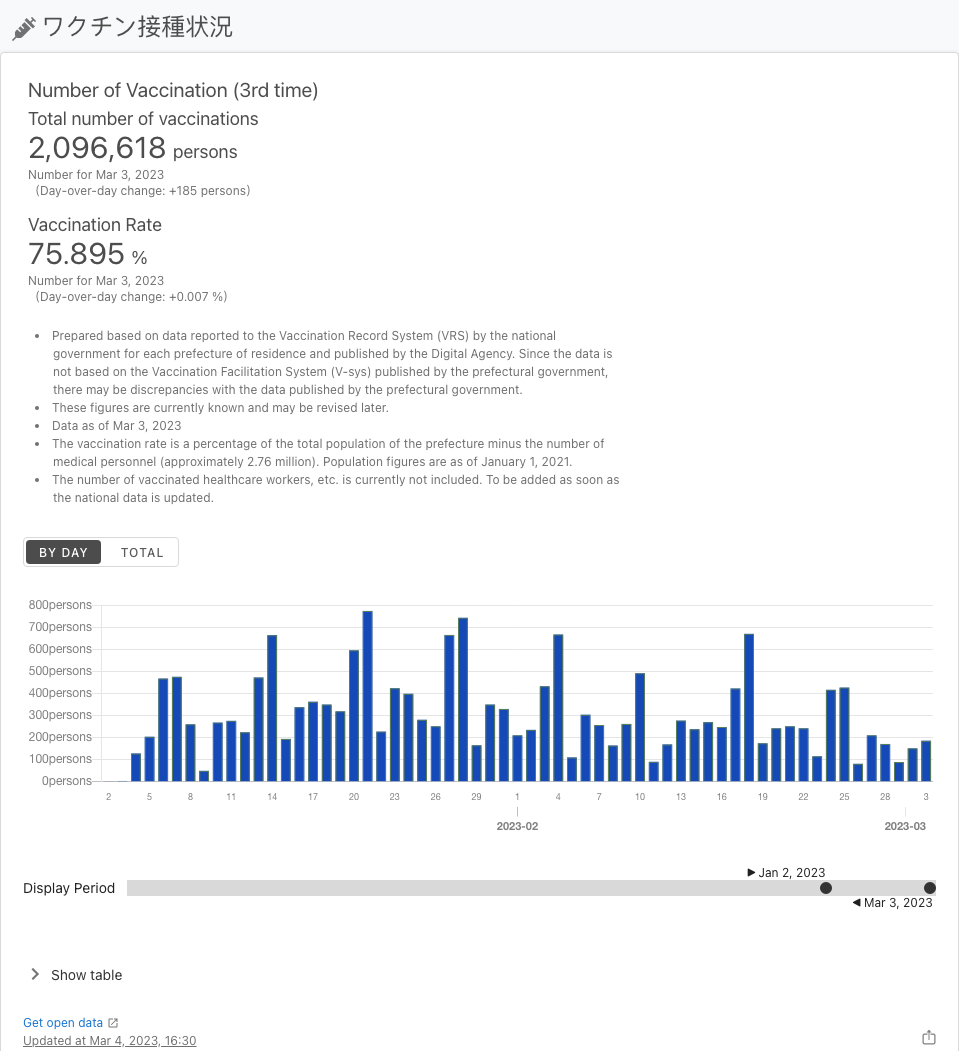 ワクチン接種状況
Number of Vaccination (3rd time)
Total number of vaccinations
2,096,618 persons
Number for Mar 3, 2023
(Day-over-day change: +185 persons)
Vaccination Rate
75.895 %
Number for Mar 3, 2023
(Day-over-day change: +0.007 %)
• Prepared based on data reported to the Vaccination Record System (VRS) by the national
government for each prefecture of residence and published by the Digital Agency. Since the data is
not based on the Vaccination Facilitation System (V-sys) published by the prefectural government,
there may be discrepancies with the data published by the prefectural government.
• These figures are currently known and may be revised later.
• Data as of Mar 3, 2023
• The vaccination rate is a percentage of the total population of the prefecture minus the number of
medical personnel (approximately 2.76 million). Population figures are as of January 1, 2021.
• The number of vaccinated healthcare workers, etc. is currently not included. To be added as soon as
the national data is updated.
BY DAY TOTAL
800persons
700persons
600persons
500persons
400persons
300persons
200persons
100persons
0persons
2 5 8 11 14 17 20 23 26 29 1 4 7 10 13 16 19 22 25 28 3
2023-02 2023-03
Jan 2, 2023
Display Period
Mar 3, 2023
Show table
Get open data
Updated at Mar 4, 2023, 16:30